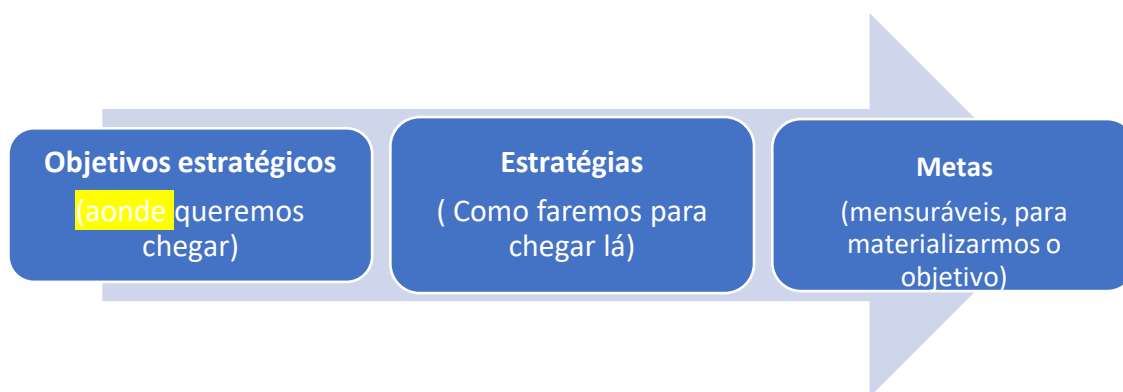 Objetivos estratégicos
(aonde queremos
chegar)
Estratégias
( Como faremos para
chegar lá)
Metas
(mensuráveis, para
materializarmos o
objetivo)